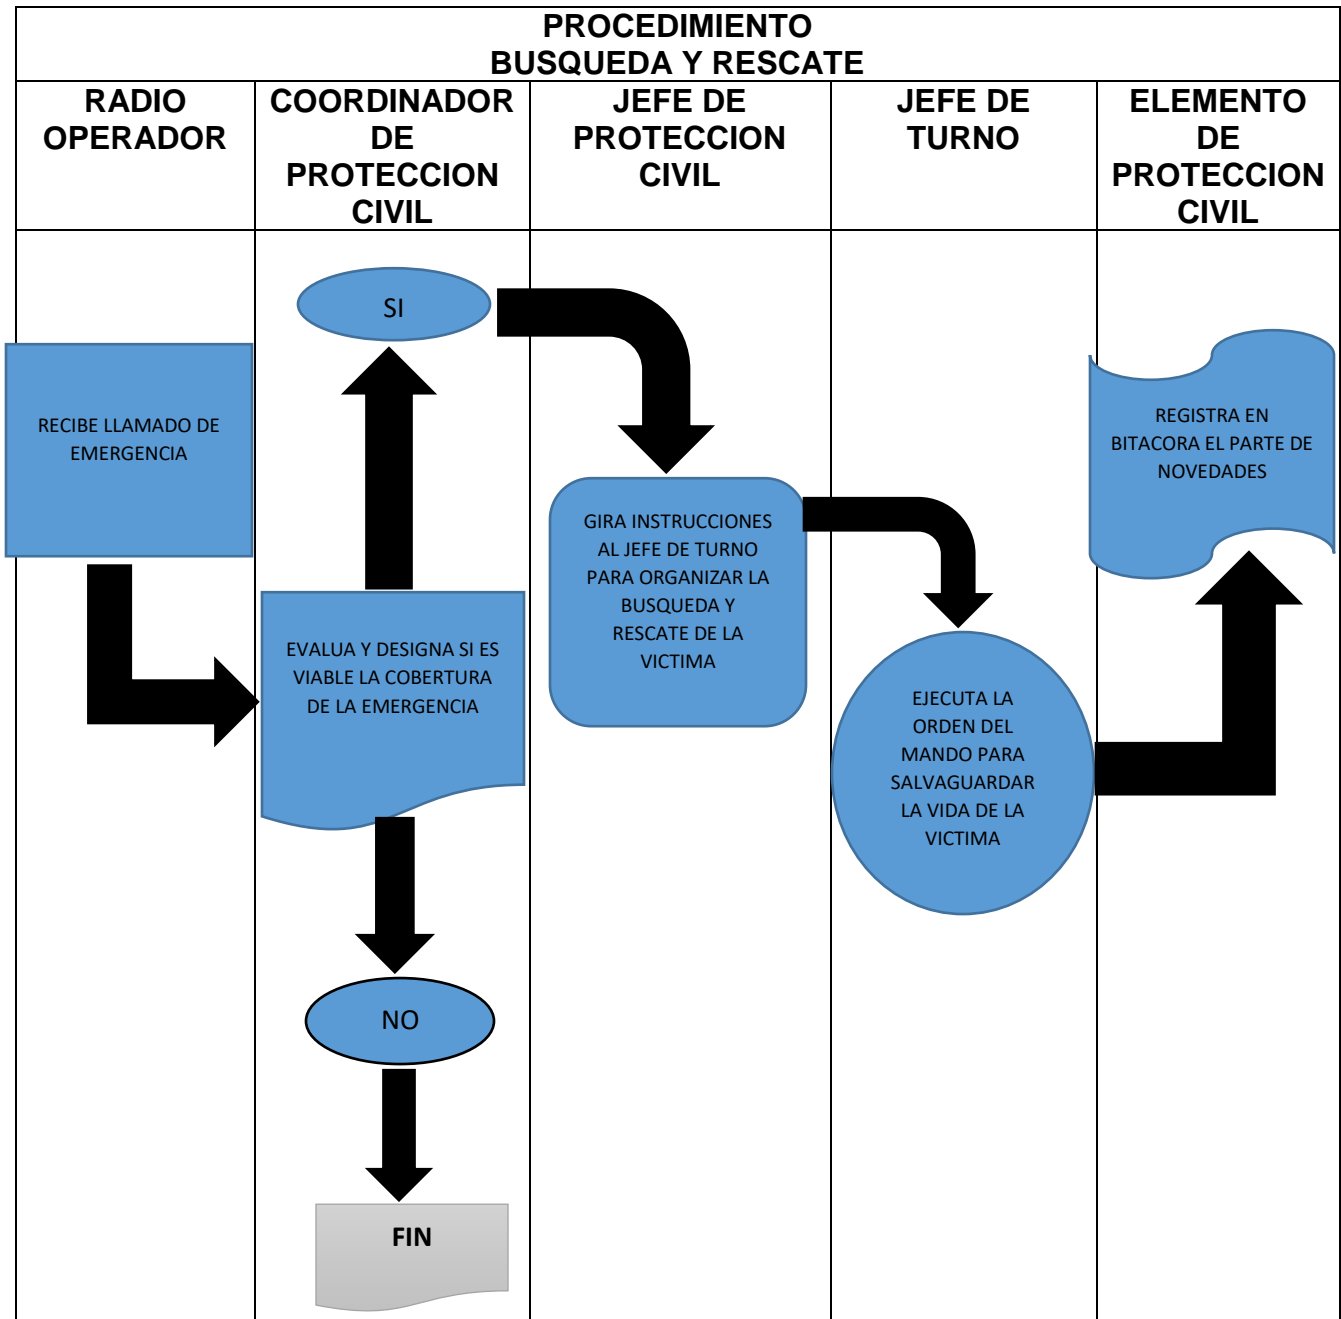 PROCEDIMIENTO
BUSQUEDA Y RESCATE
RADIO
OPERADOR
COORDINADOR
DE
PROTECCION
CIVIL
JEFE DE
PROTECCION
CIVIL
JEFE DE
TURNO
ELEMENTO
DE
PROTECCION
CIVIL
SI
RECIBE LLAMADO DE
EMERGENCIA
EVALUA Y DESIGNA SI ES
VIABLE LA COBERTURA
DE LA EMERGENCIA
NO
FIN
GIRA INSTRUCCIONES
AL JEFE DE TURNO
PARA ORGANIZAR LA
BUSQUEDA Y
RESCATE DE LA
VICTIMA
EJECUTA LA
ORDEN DEL
MANDO PARA
SALVAGUARDAR
LA VIDA DE LA
VICTIMA
REGISTRA EN
BITACORA EL PARTE DE
NOVEDADES